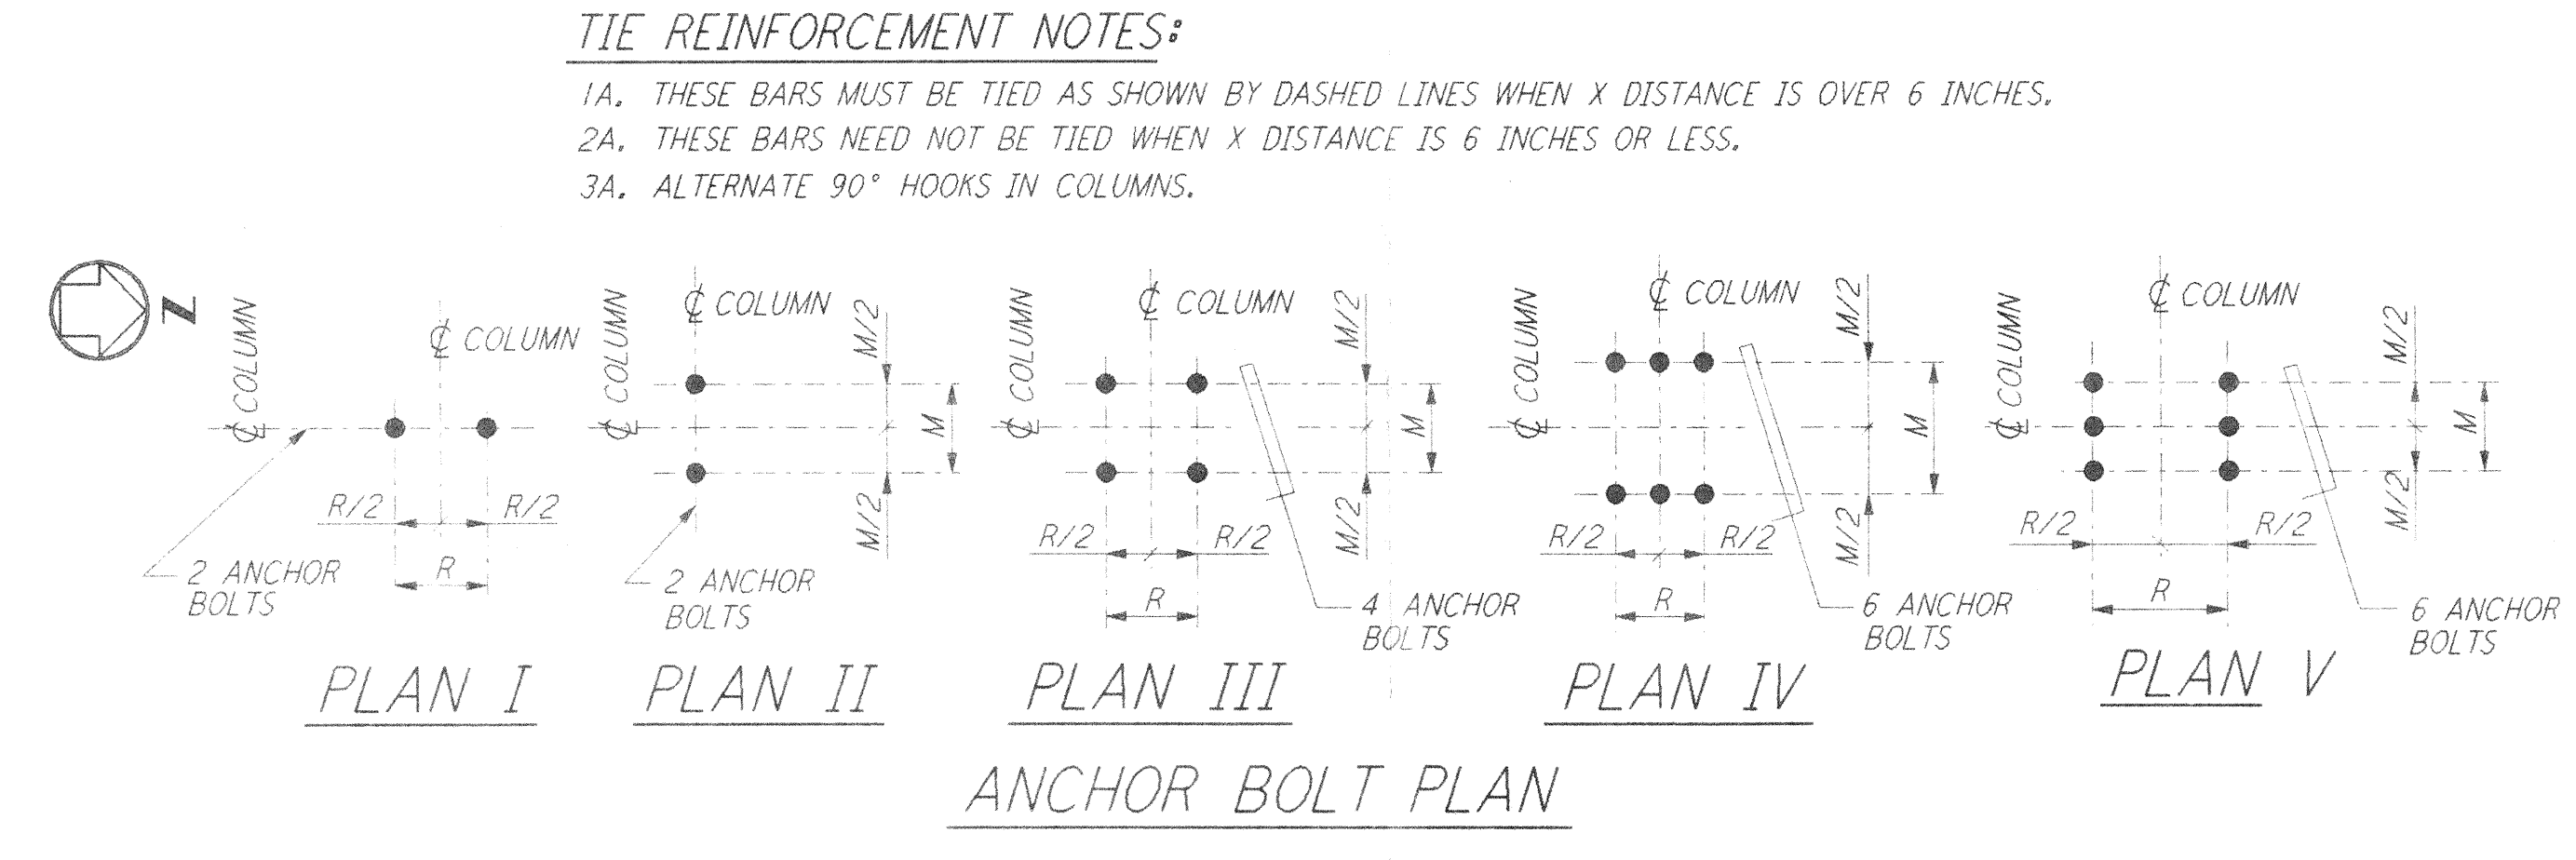 TIE REINFORCEMENT NOTES:
1A. THESE BARS MUST BE TIED AS SHOWN BY DASHED LINES WHEN X DISTANCE IS OVER 6 INCHES.
2A. THESE BARS NEED NOT BE TIED WHEN X DISTANCE IS 6 INCHES OR LESS.
3A. ALTERNATE 90° HOOKS IN COLUMNS.
N
℄ COLUMN
℄ COLUMN
R/2
R/2
R
2 ANCHOR
BOLTS
PLAN I
℄ COLUMN
℄ COLUMN
M/2
M
M/2
2 ANCHOR
BOLTS
PLAN II
℄ COLUMN
℄ COLUMN
M/2
M
M/2
R/2
R/2
R
4 ANCHOR
BOLTS
PLAN III
℄ COLUMN
℄ COLUMN
M/2
M
M/2
R/2
R/2
R
6 ANCHOR
BOLTS
PLAN IV
℄ COLUMN
℄ COLUMN
M/2
M
M/2
R/2
R/2
R
6 ANCHOR
BOLTS
PLAN V
ANCHOR BOLT PLAN